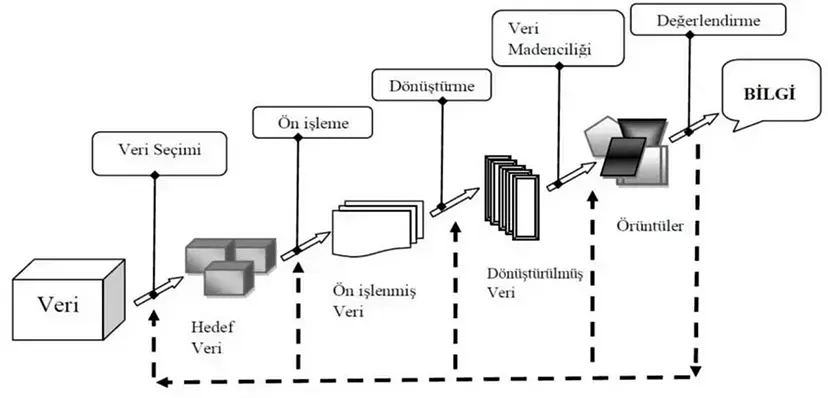 Değerlendirme
Veri
Madenciliği
Dönüştürme
BİLGİ
Ön işleme
Veri Seçimi
Örüntüler
Dönüştürülmüş
Veri
Ön işlenmiş
Veri
Veri
Hedef
Veri